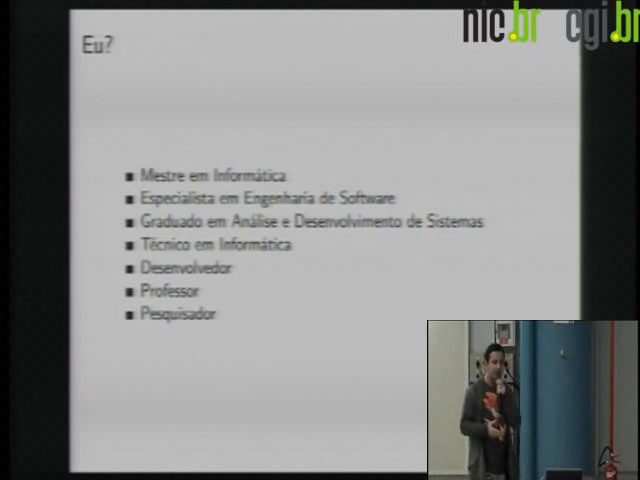 nic.br cgi.br
Eu?
Mestre em Informática
Especialista em Engenharia de Software
Graduado em Análise e Desenvolvimento de Sistemas
Técnico em Informática
Desenvolvedor
Professor
Pesquisador